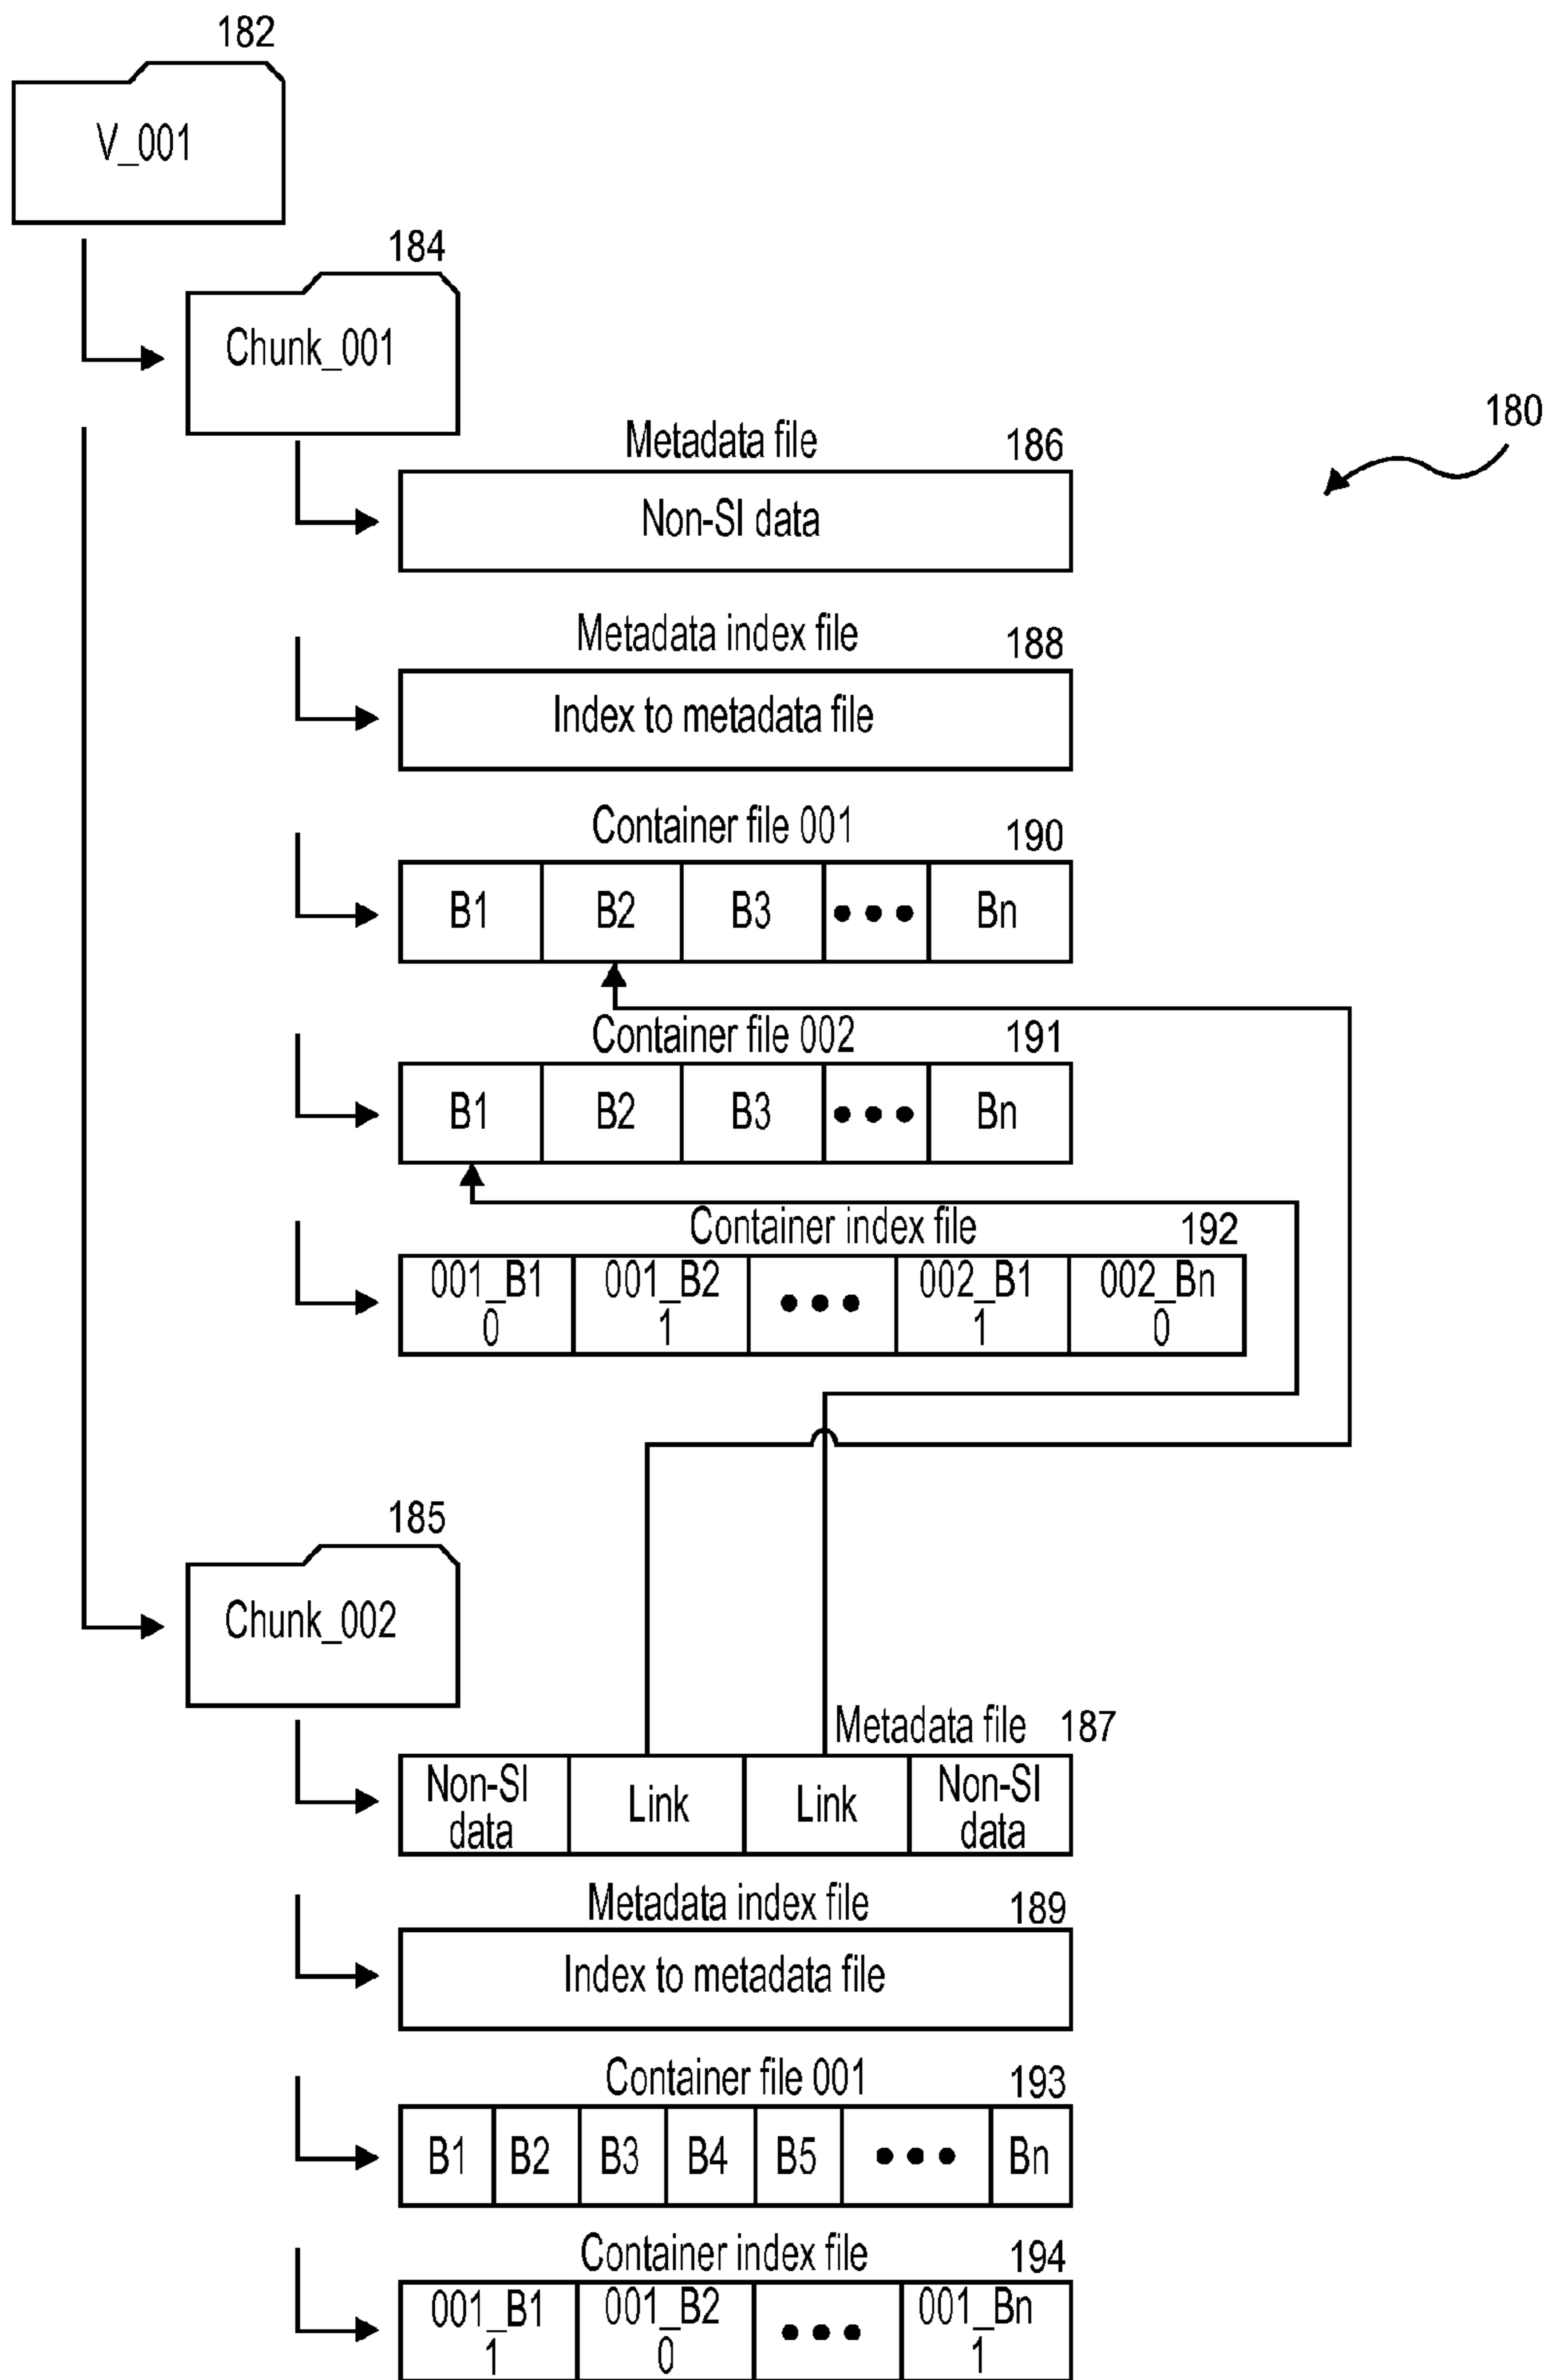 182
V_001
184
Chunk_001
180
Metadata file 186
Non-SI data
Metadata index file 188
Index to metadata file
Container file 001 190
B1 B2 B3 ••• Bn
Container file 002 191
B1 B2 B3 ••• Bn
Container index file 192
001_B1 001_B2 ••• 002_B1 002_Bn
0 1 1 0
185
Chunk_002
Metadata file 187
Non-SI Link Link Non-SI
data data
Metadata index file 189
Index to metadata file
Container file 001 193
B1 B2 B3 B4 B5 ••• Bn
Container index file 194
001_B1 001_B2 ••• 001_Bn
1 0 1